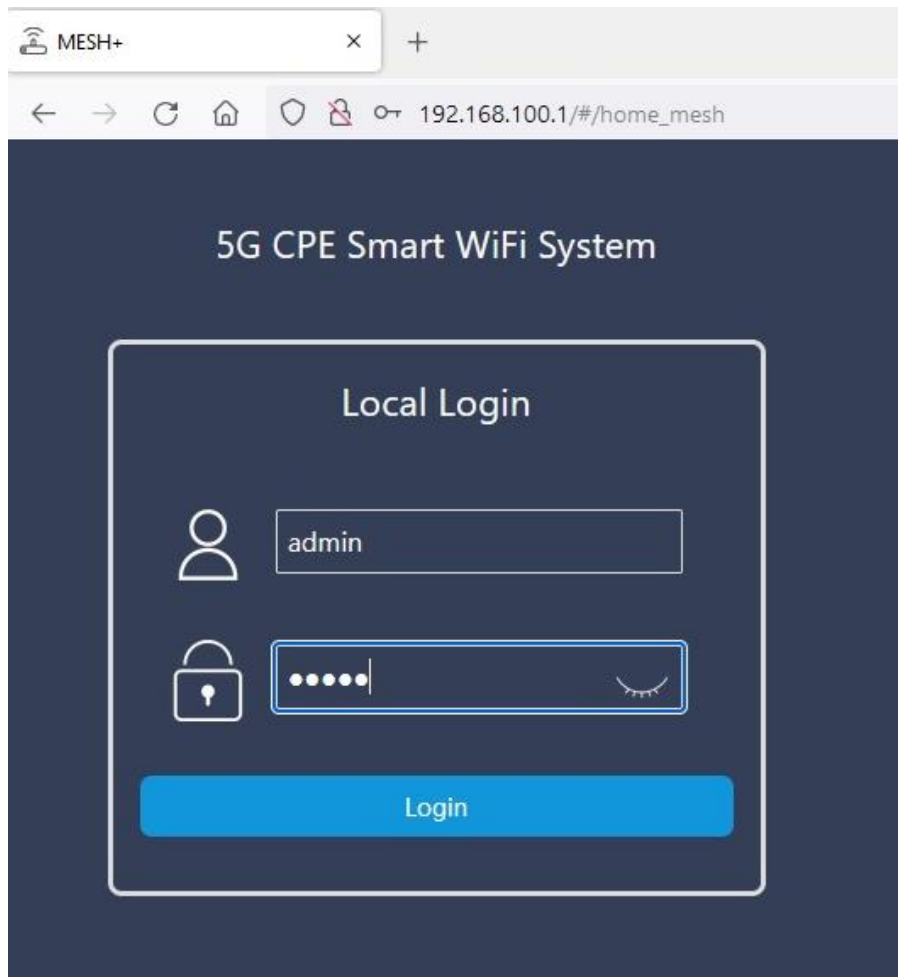 MESH+
192.168.100.1/#/home_mesh
5G CPE Smart WiFi System
Local Login
admin
●●●●●
Login